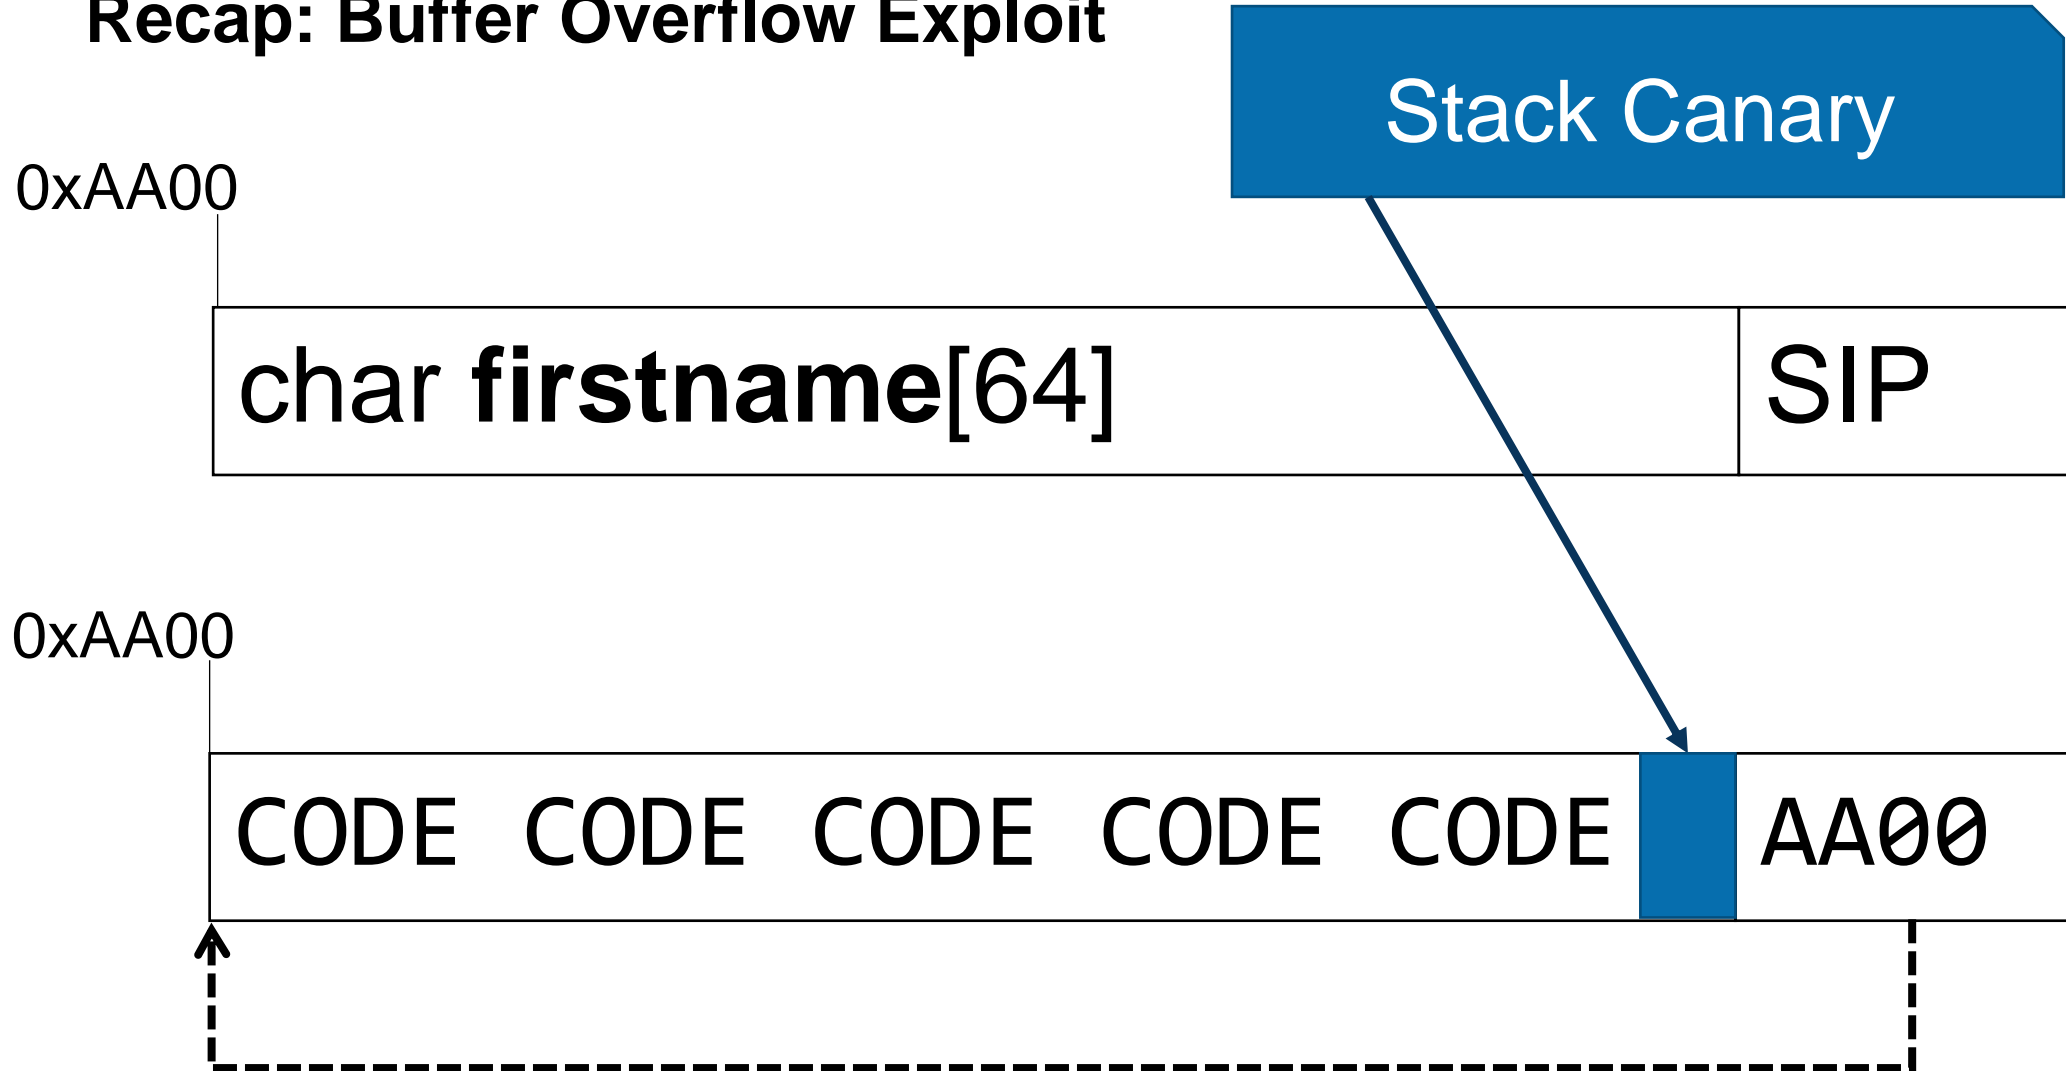 Recap: Buffer Overflow Exploit
Stack Canary
0xAA00
char firstname[64]
SIP
0xAA00
CODE CODE CODE CODE CODE
AA00